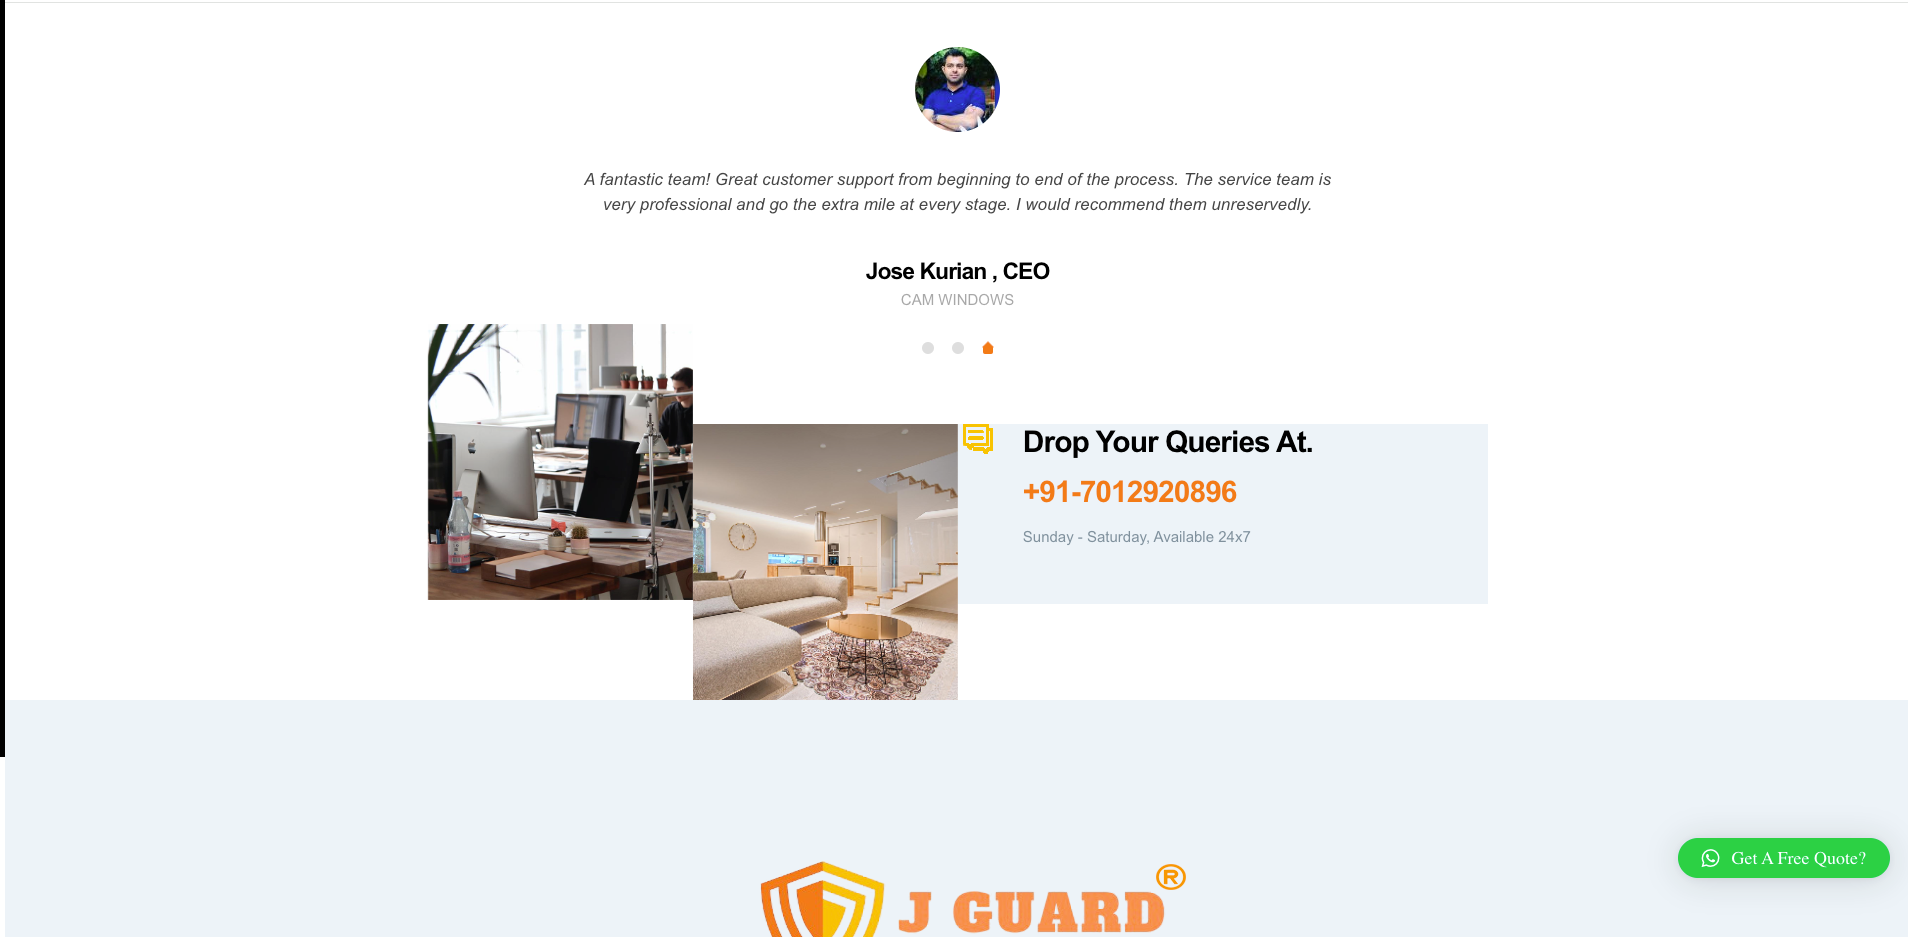 A fantastic team! Great customer support from beginning to end of the process. The service team is
very professional and go the extra mile at every stage. I would recommend them unreservedly.
Jose Kurian , CEO
CAM WINDOWS
Drop Your Queries At.
+91-7012920896
Sunday - Saturday, Available 24x7
Get A Free Quote?
J GUARD®